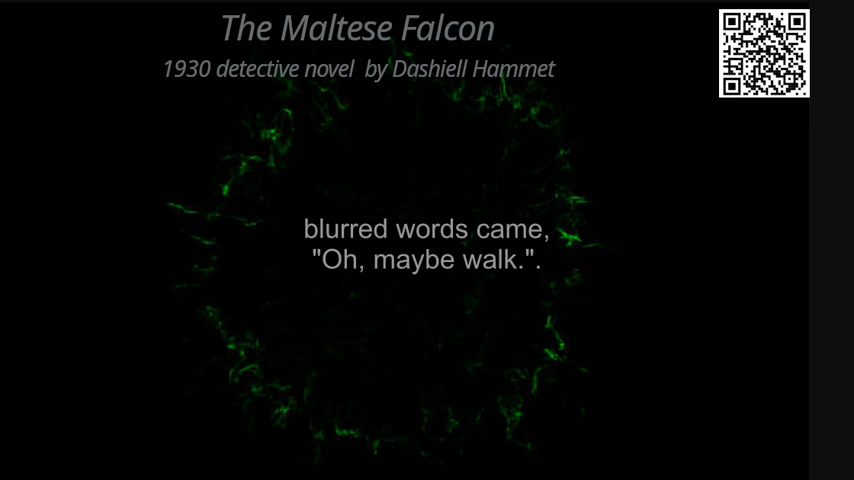 The Maltese Falcon
1930 detective novel  by Dashiell Hammet
blurred words came,
"Oh, maybe walk.".